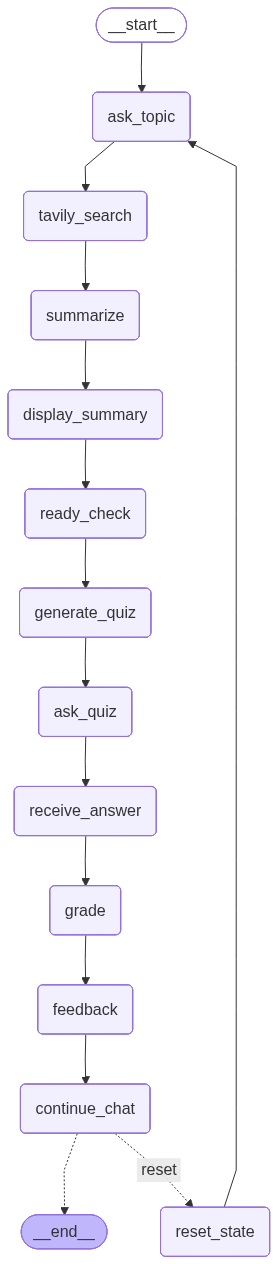 __start__
ask_topic
tavily_search
summarize
display_summary
ready_check
generate_quiz
ask_quiz
receive_answer
grade
feedback
continue_chat
reset
__end__
reset_state